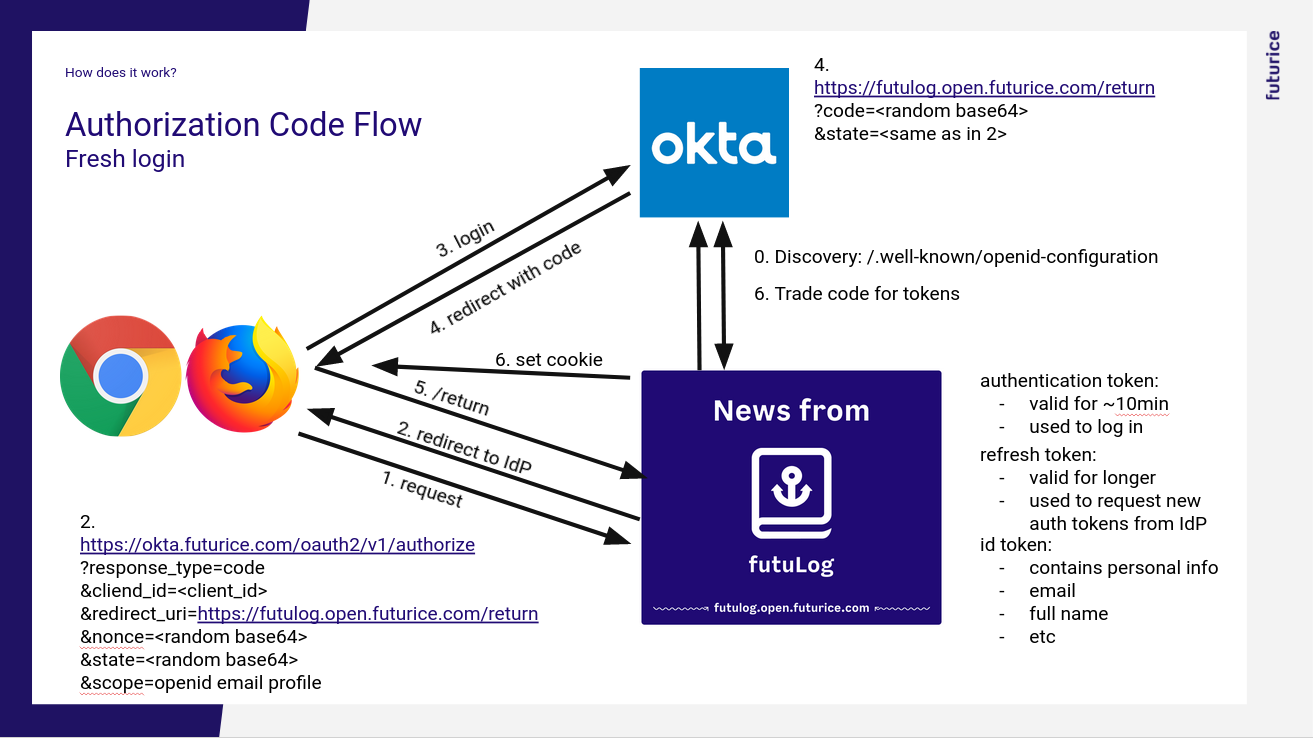 How does it work?
futurice
Authorization Code Flow
Fresh login
okta
4.
https://futulog.open.futurice.com/return
?code=<random base64>
&state=<same as in 2>
3. login
4. redirect with code
0. Discovery: /.well-known/openid-configuration
6. Trade code for tokens
6. set cookie
5. /return
2. redirect to IdP
1. request
News from
futuLog
futulog.open.futurice.com
authentication token:
- valid for ~10min
- used to log in
refresh token:
- valid for longer
- used to request new
auth tokens from IdP
id token:
- contains personal info
- email
- full name
- etc
2.
https://okta.futurice.com/oauth2/v1/authorize
?response_type=code
&cliend_id=<client_id>
&redirect_uri=https://futulog.open.futurice.com/return
&nonce=<random base64>
&state=<random base64>
&scope=openid email profile